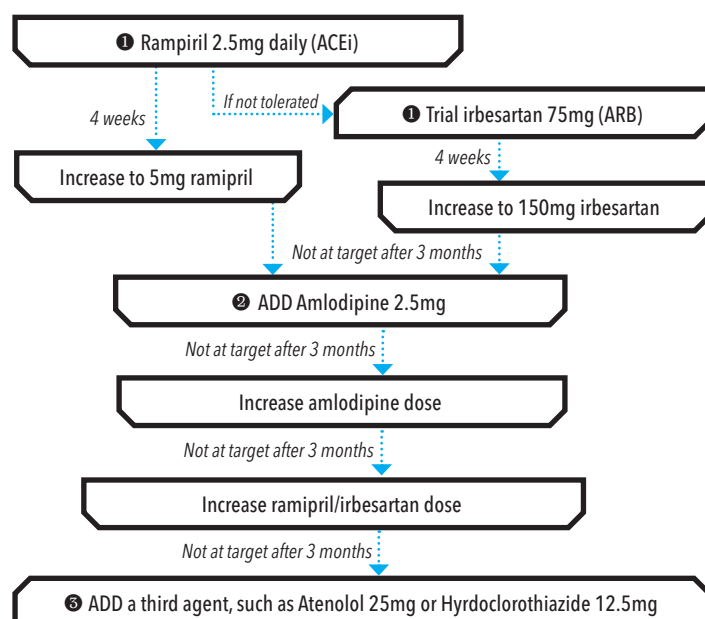 ❶ Rampiril 2.5mg daily (ACEi)
If not tolerated
4 weeks
❶ Trial irbesartan 75mg (ARB)
4 weeks
Increase to 5mg ramipril
Increase to 150mg irbesartan
Not at target after 3 months
❷ ADD Amlodipine 2.5mg
Not at target after 3 months
Increase amlodipine dose
Not at target after 3 months
Increase ramipril/irbesartan dose
Not at target after 3 months
❸ ADD a third agent, such as Atenolol 25mg or Hyrdoclorothiazide 12.5mg